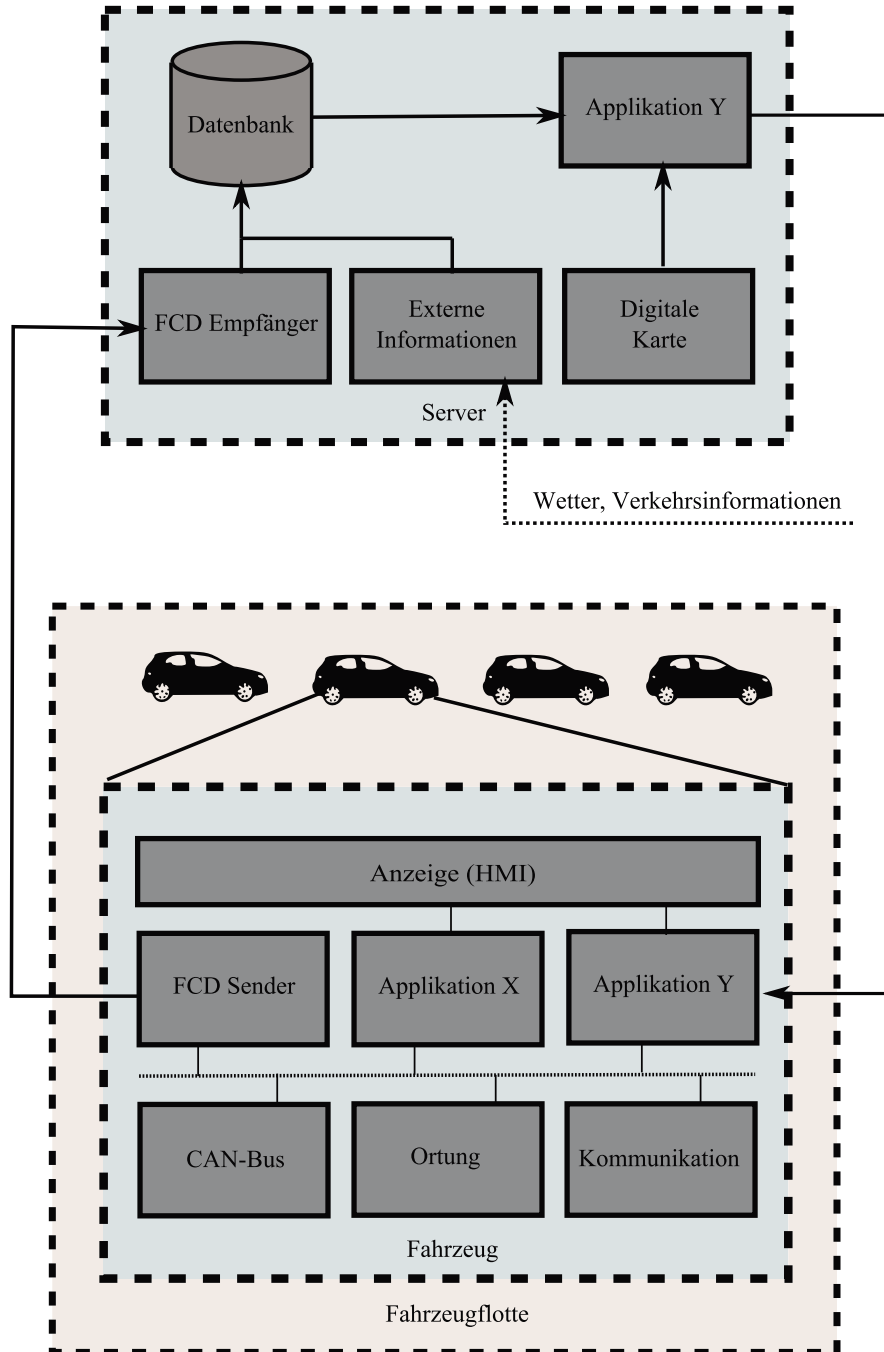 Datenbank
Applikation Y
FCD Empfänger
Externe
Informationen
Digitale
Karte
Server
Wetter, Verkehrsinformationen
Anzeige (HMI)
FCD Sender
Applikation X
Applikation Y
CAN-Bus
Ortung
Kommunikation
Fahrzeug
Fahrzeugflotte